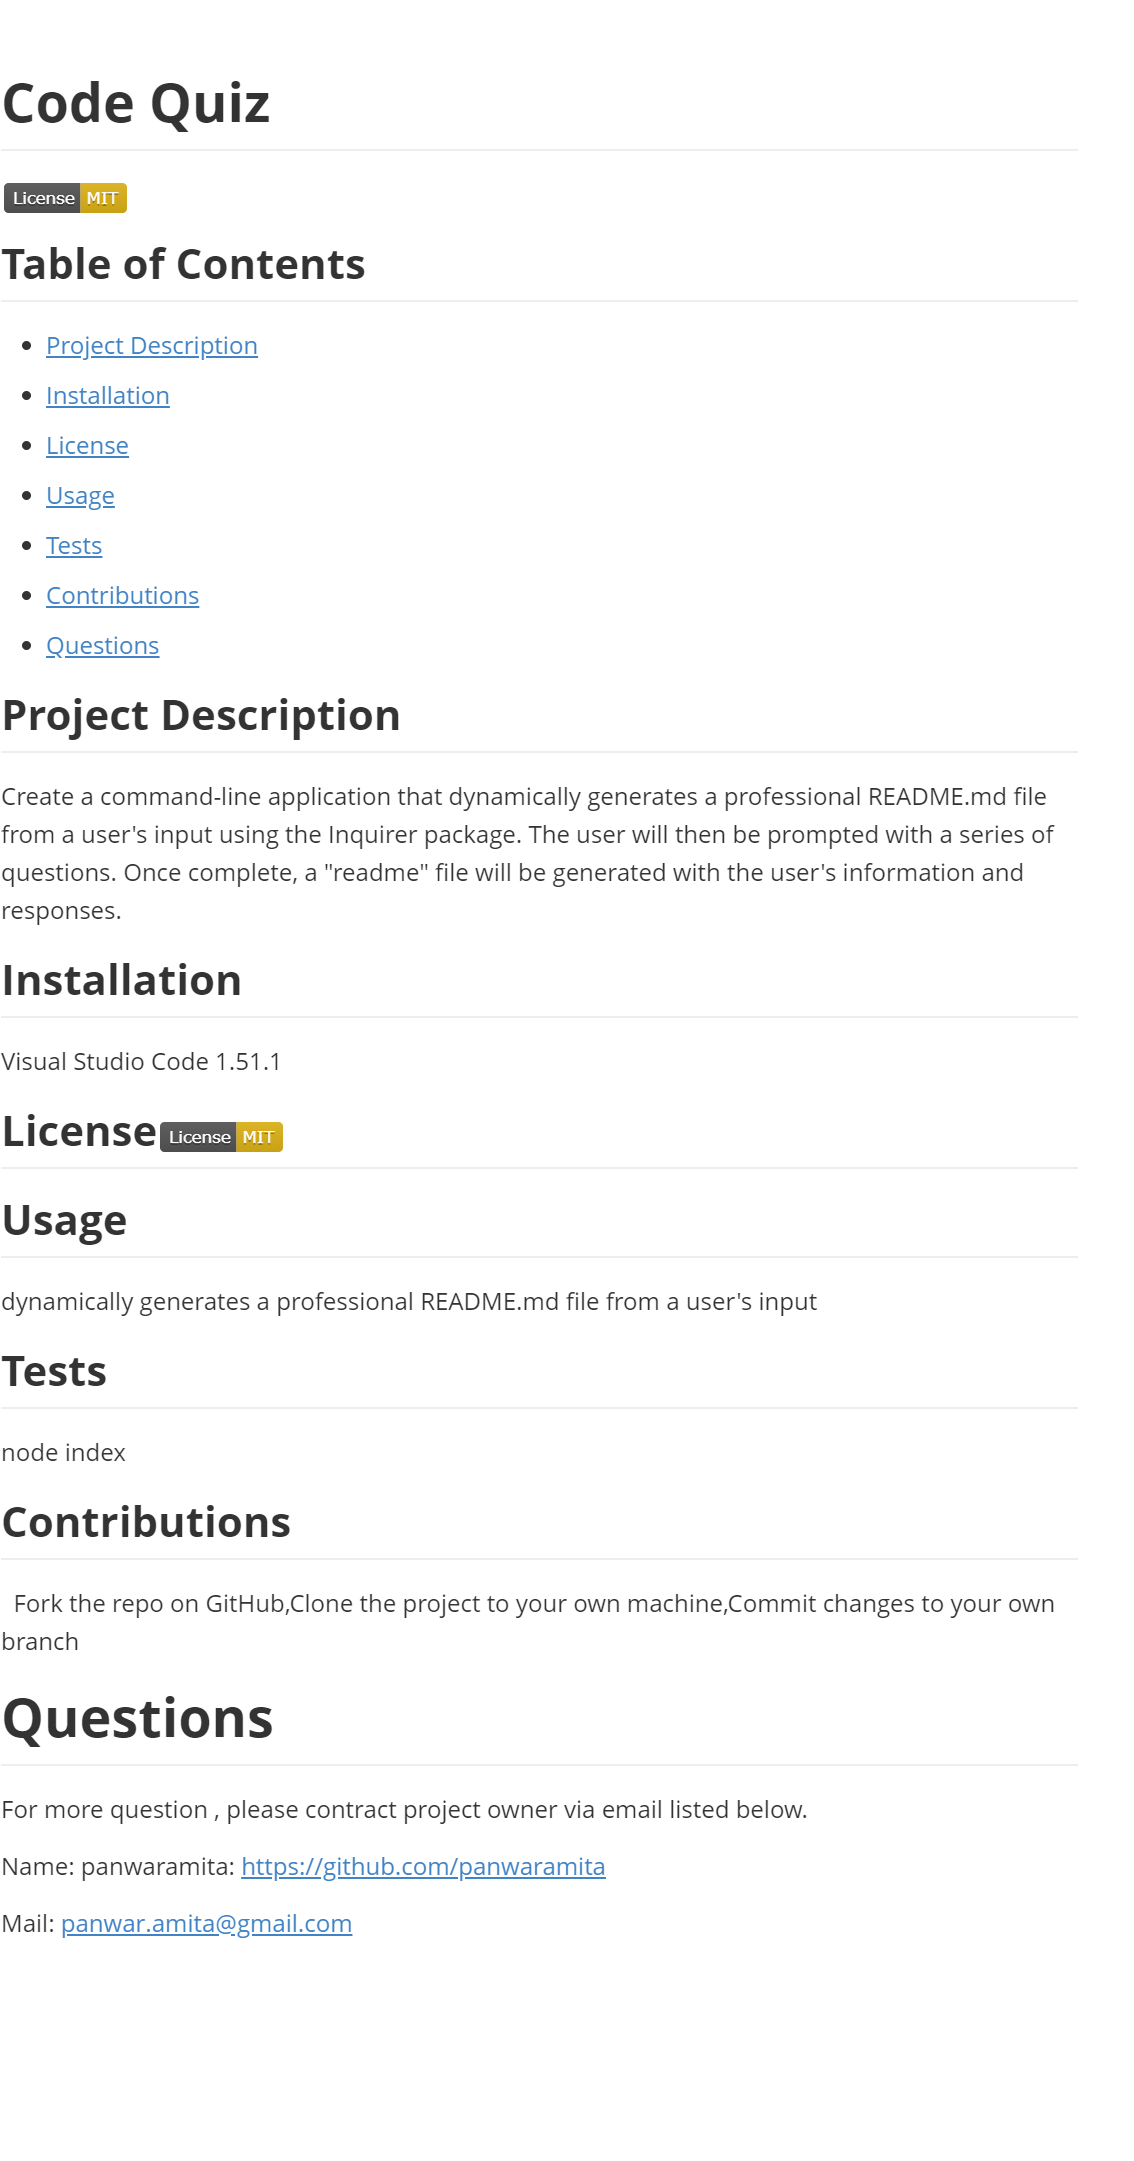 Code Quiz
License MIT
Table of Contents
Project Description
Installation
License
Usage
Tests
Contributions
Questions
Project Description
Create a command-line application that dynamically generates a professional README.md file
from a user's input using the Inquirer package. The user will then be prompted with a series of
questions. Once complete, a "readme" file will be generated with the user's information and
responses.
Installation
Visual Studio Code 1.51.1
License License MIT
Usage
dynamically generates a professional README.md file from a user's input
Tests
node index
Contributions
Fork the repo on GitHub,Clone the project to your own machine,Commit changes to your own
branch
Questions
For more question , please contract project owner via email listed below.
Name: panwaramita: https://github.com/panwaramita
Mail: panwar.amita@gmail.com